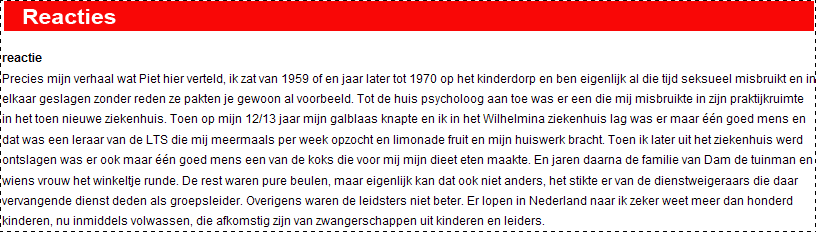 Reacties
reactie
Precies mijn verhaal wat Piet hier verteld, ik zat van 1959 of en jaar later tot 1970 op het kinderdorp en ben eigenlijk al die tijd seksueel misbruikt en in
elkaar geslagen zonder reden ze pakten je gewoon al voorbeeld. Tot de huis psycholoog aan toe was er een die mij misbruikte in zijn praktijkruimte
in het toen nieuwe ziekenhuis. Toen op mijn 12/13 jaar mijn galblaas knapte en ik in het Wilhelmina ziekenhuis lag was er maar één goed mens en
dat was een leraar van de LTS die mij meermaals per week opzocht en limonade fruit en mijn huiswerk bracht. Toen ik later uit het ziekenhuis werd
ontslagen was er ook maar één goed mens een van de koks die voor mij mijn dieet eten maakte. En jaren daarna de familie van Dam de tuinman en
wiens vrouw het winkeltje runde. De rest waren pure beulen, maar eigenlijk kan dat ook niet anders, het stikte er van de dienstweigeraars die daar
vervangende dienst deden als groepsleider. Overigens waren de leidsters niet beter. Er lopen in Nederland naar ik zeker weet meer dan honderd
kinderen, nu inmiddels volwassen, die afkomstig zijn van zwangerschappen uit kinderen en leiders.